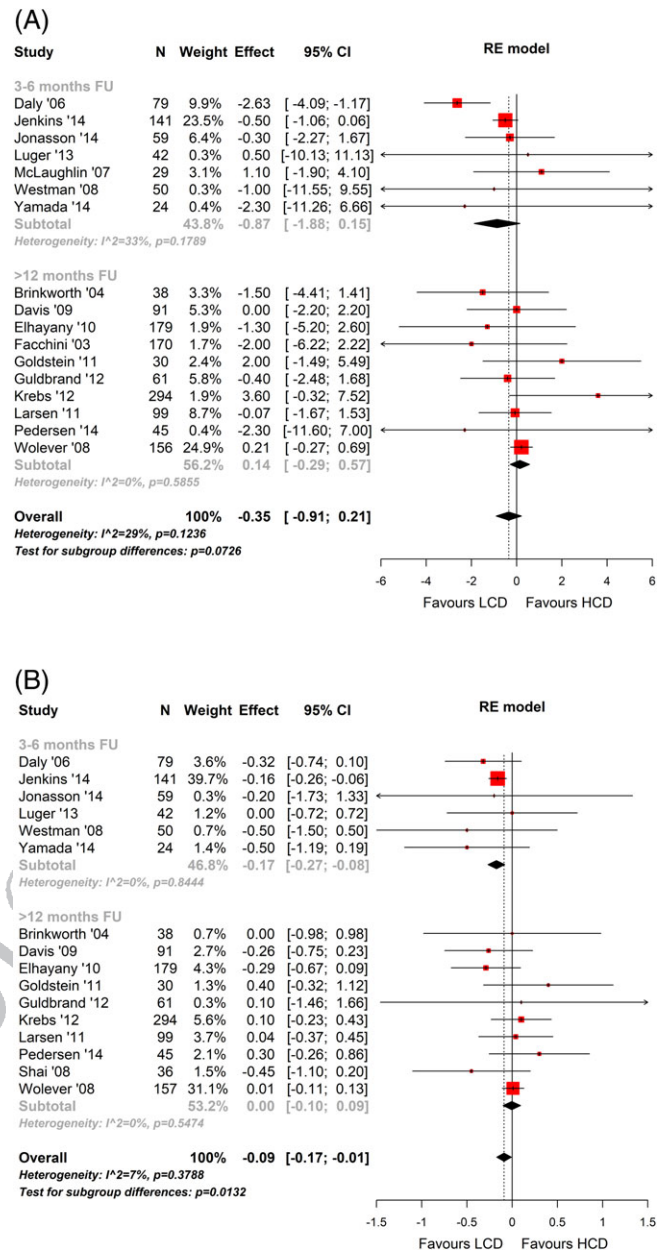 (A)
Study N Weight Effect 95% CI RE model
3-6 months FU
Daly '06 79 9.9% -2.63 [ -4.09; -1.17]
Jenkins '14 141 23.5% -0.50 [ -1.06; 0.06]
Jonasson '14 59 6.4% -0.30 [ -2.27; 1.67]
Luger '13 42 0.3% 0.50 [-10.13; 11.13]
McLaughlin '07 29 3.1% 1.10 [ -1.90; 4.10]
Westman '08 50 0.3% -1.00 [-11.55; 9.55]
Yamada '14 24 0.4% -2.30 [-11.26; 6.66]
Subtotal 43.8% -0.87 [ -1.88; 0.15]
Heterogeneity: I^2=33%, p=0.1789
>12 months FU
Brinkworth '04 38 3.3% -1.50 [ -4.41; 1.41]
Davis '09 91 5.3% 0.00 [ -2.20; 2.20]
Elhayany '10 179 1.9% -1.30 [ -5.20; 2.60]
Facchini '03 170 1.7% -2.00 [ -6.22; 2.22]
Goldstein '11 30 2.4% 2.00 [ -1.49; 5.49]
Guldbrand '12 61 5.8% -0.40 [ -2.48; 1.68]
Krebs '12 294 1.9% 3.60 [ -0.32; 7.52]
Larsen '11 99 8.7% -0.07 [ -1.67; 1.53]
Pedersen '14 45 0.4% -2.30 [-11.60; 7.00]
Wolever '08 156 24.9% 0.21 [ -0.27; 0.69]
Subtotal 56.2% 0.14 [ -0.29; 0.57]
Heterogeneity: I^2=0%, p=0.5855
Overall 100% -0.35 [ -0.91; 0.21]
Heterogeneity: I^2=29%, p=0.1236
Test for subgroup differences: p=0.0726
-6 -4 -2 0 2 4 6
Favours LCD Favours HCD
(B)
Study N Weight Effect 95% CI RE model
3-6 months FU
Daly '06 79 3.6% -0.32 [-0.74; 0.10]
Jenkins '14 141 39.7% -0.16 [-0.26; -0.06]
Jonasson '14 59 0.3% -0.20 [-1.73; 1.33]
Luger '13 42 1.2% 0.00 [-0.72; 0.72]
Westman '08 50 0.7% -0.50 [-1.50; 0.50]
Yamada '14 24 1.4% -0.50 [-1.19; 0.19]
Subtotal 46.8% -0.17 [-0.27; -0.08]
Heterogeneity: I^2=0%, p=0.8444
>12 months FU
Brinkworth '04 38 0.7% 0.00 [-0.98; 0.98]
Davis '09 91 2.7% -0.26 [-0.75; 0.23]
Elhayany '10 179 4.3% -0.29 [-0.67; 0.09]
Goldstein '11 30 1.3% 0.40 [-0.32; 1.12]
Guldbrand '12 61 0.3% 0.10 [-1.46; 1.66]
Krebs '12 294 5.6% 0.10 [-0.23; 0.43]
Larsen '11 99 3.6% 0.04 [-0.37; 0.45]
Pedersen '14 45 2.1% 0.30 [-0.26; 0.86]
Shai '08 36 1.5% -0.45 [-1.10; 0.20]
Wolever '08 157 31.1% 0.01 [-0.11; 0.13]
Subtotal 53.2% 0.00 [-0.10; 0.09]
Heterogeneity: I^2=0%, p=0.5474
Overall 100% -0.09 [-0.17; -0.01]
Heterogeneity: I^2=7%, p=0.3788
Test for subgroup differences: p=0.0132
-1.5 -1 -0.5 0 0.5 1 1.5
Favours LCD Favours HCD